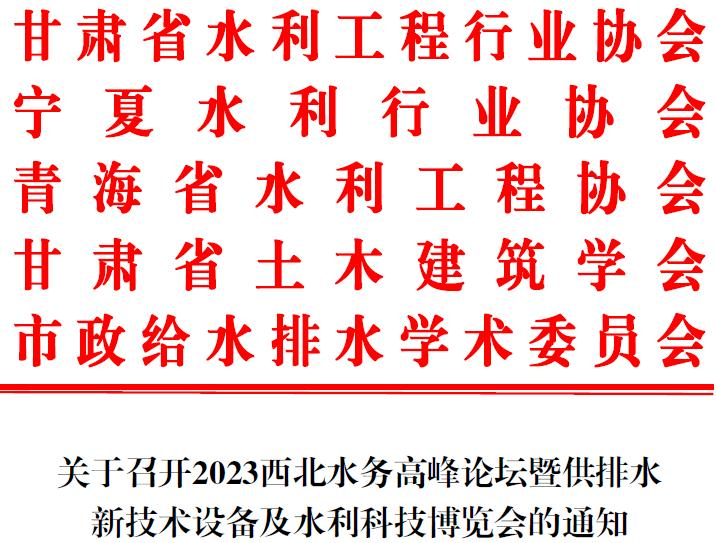 甘肃省水利工程行业协会
宁夏水利行业协会
青海省水利工程协会
甘肃省土木建筑学会
市政给水排水学术委员会
关于召开2023西北水务高峰论坛暨供排水
新技术设备及水利科技博览会的通知